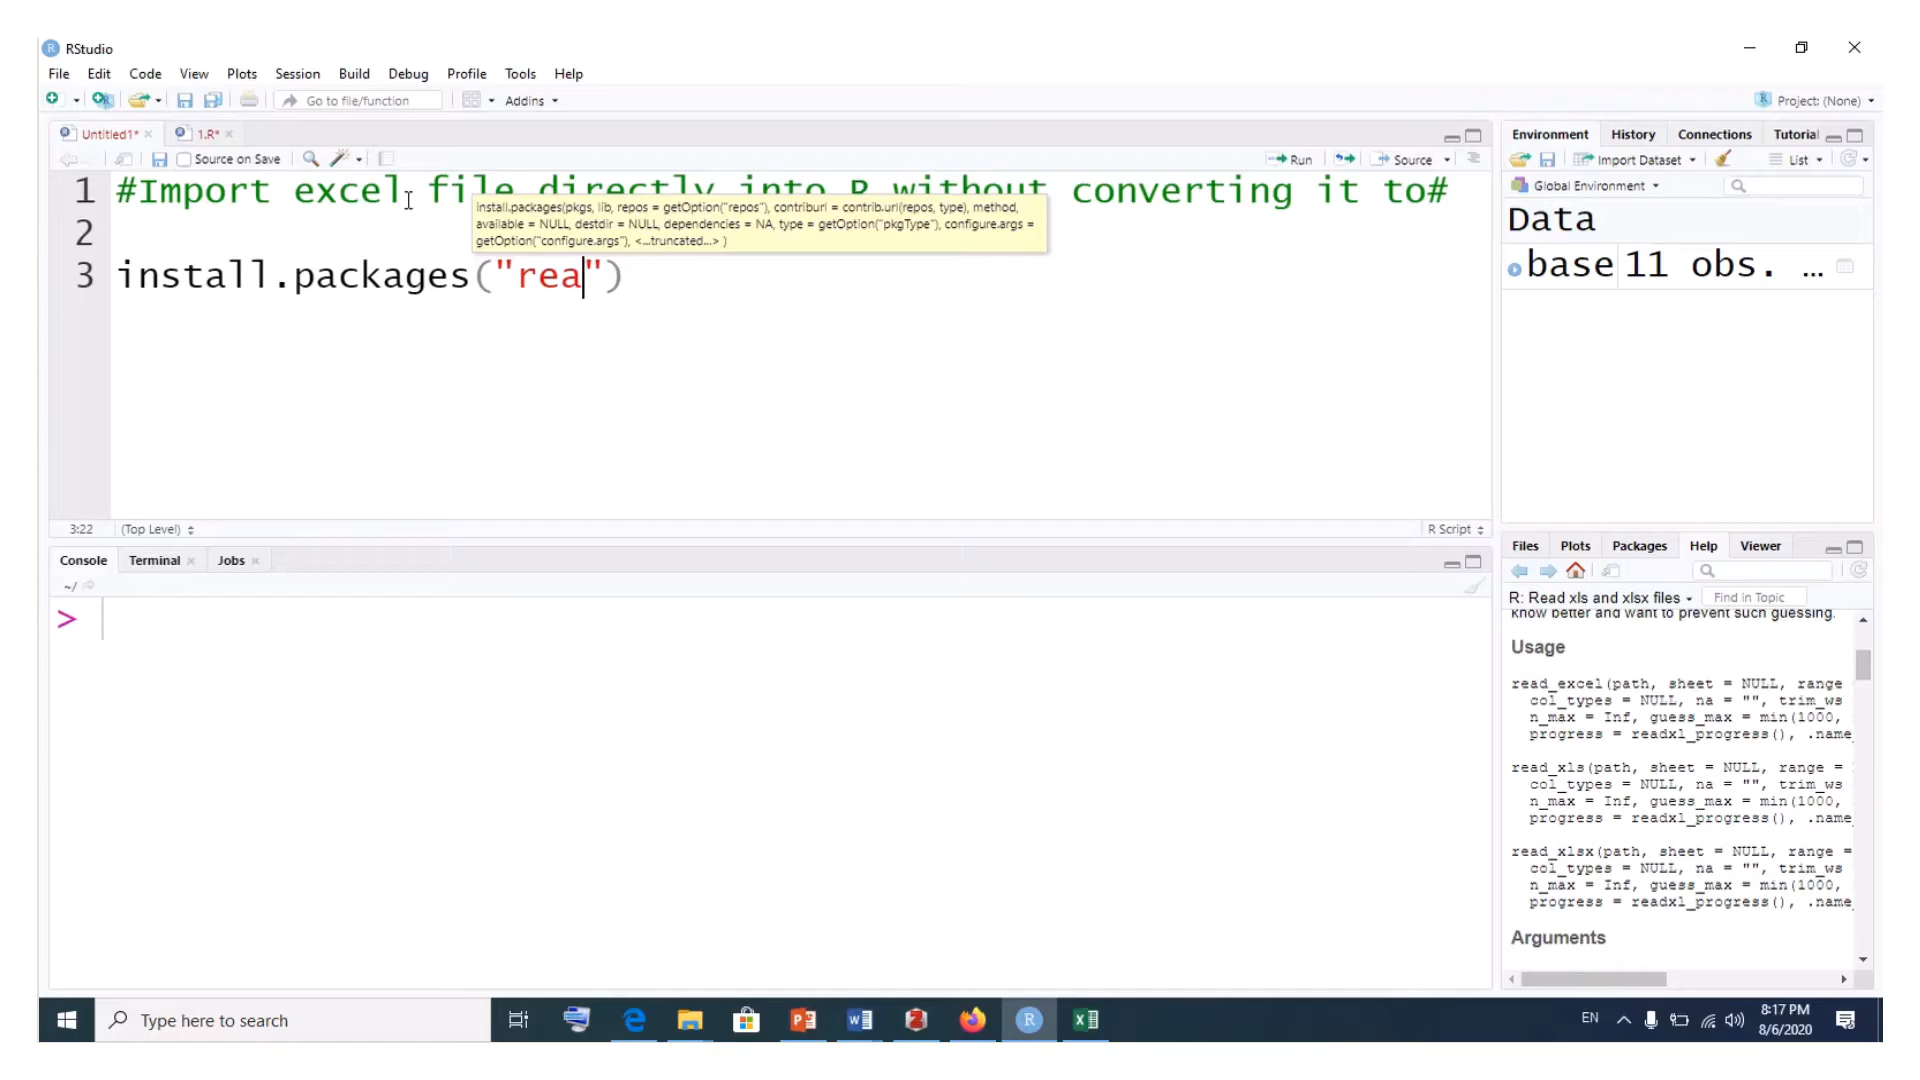 RStudio
File Edit Code View Plots Session Build Debug Profile Tools Help
Go to file/function Addins Project: (None)
Untitled1* 1.R*
Source on Save Run Source
1 #Import excel file directly into R without converting it to#
install.packages(pkgs, lib, repos = getOption("repos"), contriburl = contrib.url(repos, type), method,
available = NULL, destdir = NULL, dependencies = NA, type = getOption("pkgType"), configure.args =
getOption("configure.args"), <...truncated...> )
2
3 install.packages("rea")
3:22 (Top Level) R Script
Console Terminal Jobs
~/
>
Environment History Connections Tutorial
Import Dataset List
Global Environment
Data
base 11 obs. …
Files Plots Packages Help Viewer
R: Read xls and xlsx files Find in Topic
know better and want to prevent such guessing.
Usage
read_excel(path, sheet = NULL, range
col_types = NULL, na = "", trim_ws
n_max = Inf, guess_max = min(1000,
progress = readxl_progress(), .name_
read_xls(path, sheet = NULL, range =
col_types = NULL, na = "", trim_ws
n_max = Inf, guess_max = min(1000,
progress = readxl_progress(), .name_
read_xlsx(path, sheet = NULL, range =
col_types = NULL, na = "", trim_ws
n_max = Inf, guess_max = min(1000,
progress = readxl_progress(), .name_
Arguments
Type here to search
EN
8:17 PM
8/6/2020